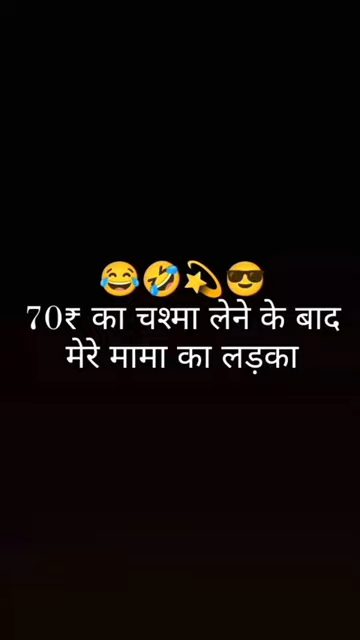 😂🤣💫😎
70₹ का चश्मा लेने के बाद
मेरे मामा का लड़का